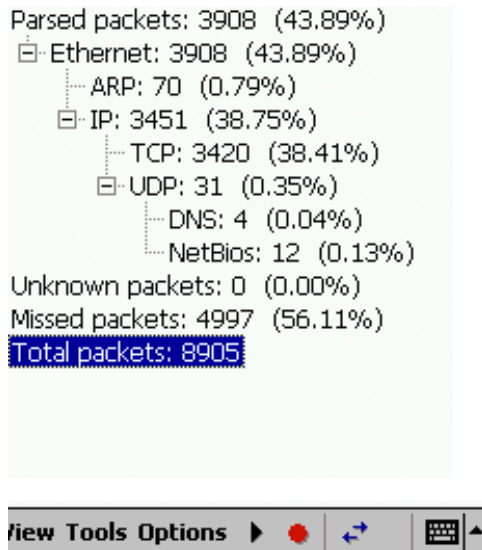 Parsed packets: 3908 (43.89%)
Ethernet: 3908 (43.89%)
ARP: 70 (0.79%)
IP: 3451 (38.75%)
TCP: 3420 (38.41%)
UDP: 31 (0.35%)
DNS: 4 (0.04%)
NetBios: 12 (0.13%)
Unknown packets: 0 (0.00%)
Missed packets: 4997 (56.11%)
Total packets: 8905
View Tools Options